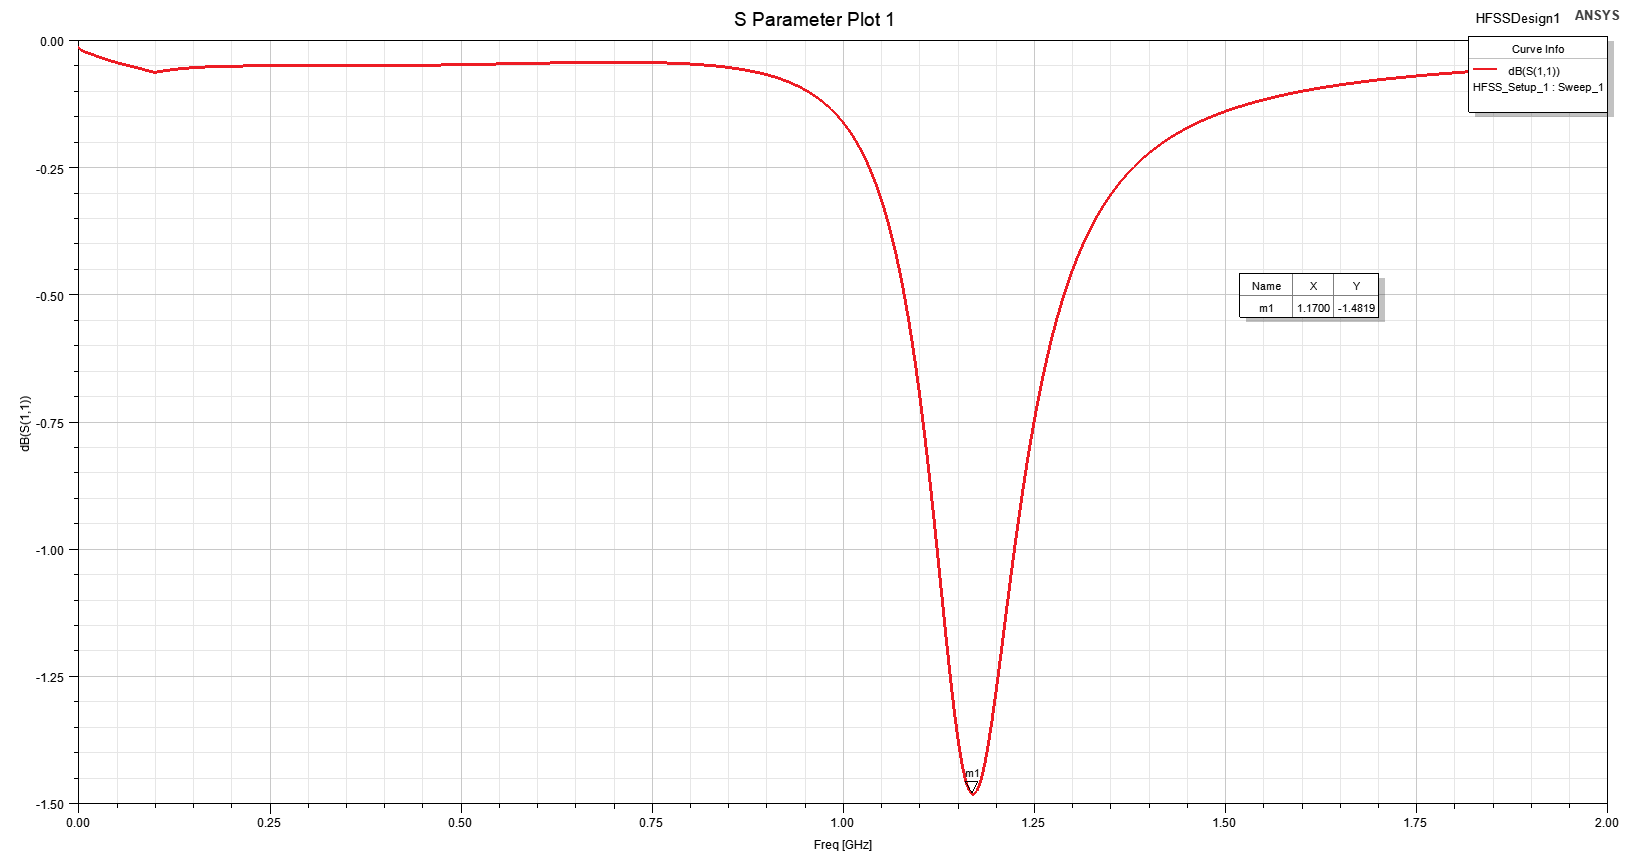 S Parameter Plot 1
HFSSDesign1
ANSYS
Curve Info
dB(S(1,1))
HFSS_Setup_1 : Sweep_1
0.00
-0.25
-0.50
-0.75
-1.00
-1.25
-1.50
dB(S(1,1))
Name X Y
m1 1.1700 -1.4819
m1
0.00 0.25 0.50 0.75 1.00 1.25 1.50 1.75 2.00
Freq [GHz]